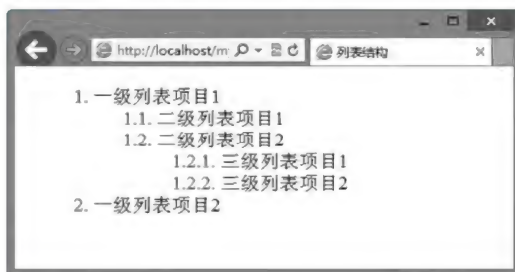 http://localhost/m
列表结构
1. 一级列表项目1
1.1. 二级列表项目1
1.2. 二级列表项目2
1.2.1. 三级列表项目1
1.2.2. 三级列表项目2
2. 一级列表项目2